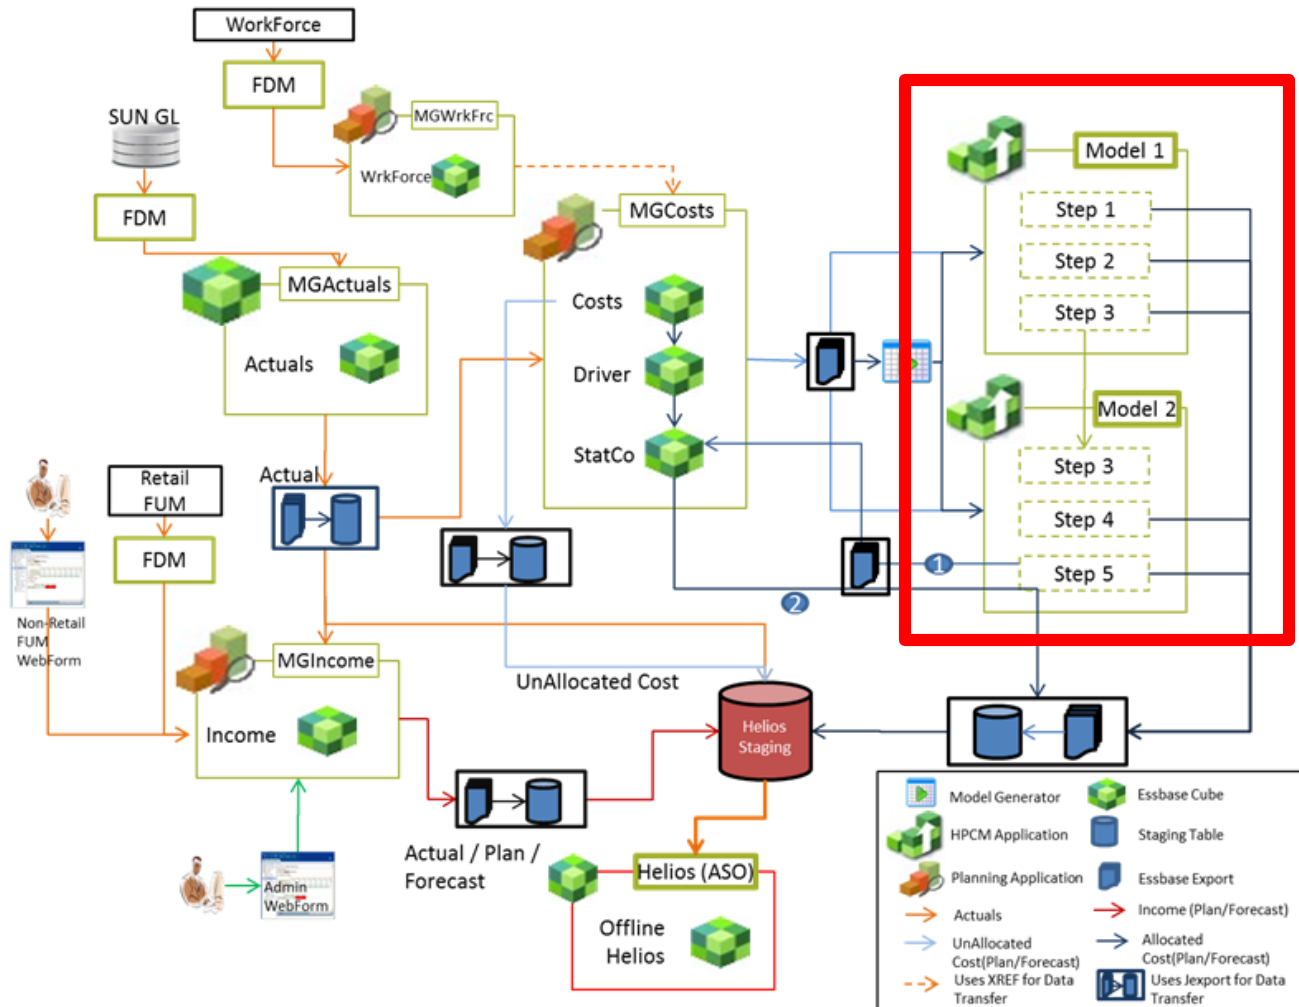 WorkForce
FDM
MGWrkFrc
WrkForce
SUN GL
FDM
MGActuals
Actuals
MGCosts
Costs
Driver
StatCo
Model 1
Step 1
Step 2
Step 3
Model 2
Step 3
Step 4
Step 5
1
2
Actual
Retail
FUM
FDM
Non-Retail
FUM
WebForm
MGIncome
Income
UnAllocated Cost
Helios
Staging
Actual / Plan /
Forecast
Admin
WebForm
Helios (ASO)
Offline
Helios
Model Generator
Essbase Cube
HPCM Application
Staging Table
Planning Application
Essbase Export
Actuals
Income (Plan/Forecast)
UnAllocated
Cost(Plan/Forecast)
Allocated
Cost(Plan/Forecast)
Uses XREF for Data
Transfer
Uses Jexport for Data
Transfer